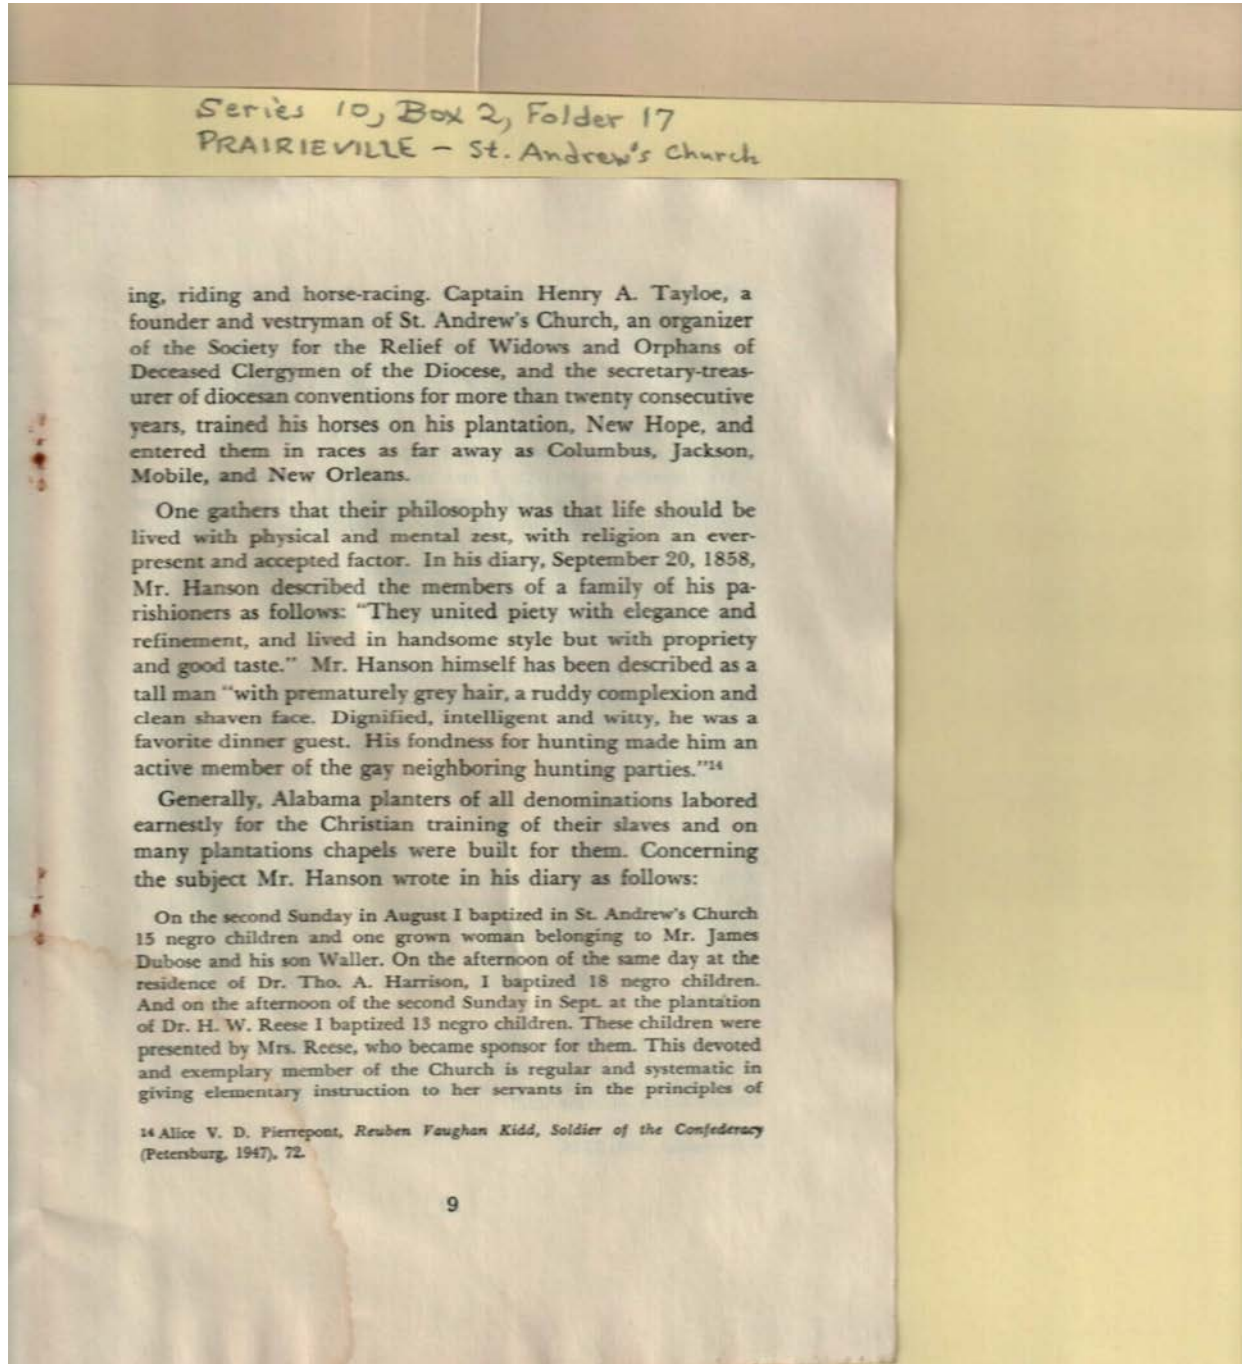 Series 10, Box 2, Folder 17
PRAIRIEVILLE - St. Andrew's Church
ing, riding and horse-racing. Captain Henry A. Tayloe, a
founder and vestryman of St. Andrew's Church, an organizer
of the Society for the Relief of Widows and Orphans of
Deceased Clergymen of the Diocese, and the secretary-treas-
urer of diocesan conventions for more than twenty consecutive
years, trained his horses on his plantation, New Hope, and
entered them in races as far away as Columbus, Jackson,
Mobile, and New Orleans.
One gathers that their philosophy was that life should be
lived with physical and mental zest, with religion an ever-
present and accepted factor. In his diary, September 20, 1858,
Mr. Hanson described the members of a family of his pa-
rishioners as follows: "They united piety with elegance and
refinement, and lived in handsome style but with propriety
and good taste." Mr. Hanson himself has been described as a
tall man "with prematurely grey hair, a ruddy complexion and
clean shaven face. Dignified, intelligent and witty, he was a
favorite dinner guest. His fondness for hunting made him an
active member of the gay neighboring hunting parties."14
Generally, Alabama planters of all denominations labored
earnestly for the Christian training of their slaves and on
many plantations chapels were built for them. Concerning
the subject Mr. Hanson wrote in his diary as follows:
On the second Sunday in August I baptized in St. Andrew's Church
15 negro children and one grown woman belonging to Mr. James
Dubose and his son Waller. On the afternoon of the same day at the
residence of Dr. Tho. A. Harrison, I baptized 18 negro children.
And on the afternoon of the second Sunday in Sept. at the plantation
of Dr. H. W. Reese I baptized 13 negro children. These children were
presented by Mrs. Reese, who became sponsor for them. This devoted
and exemplary member of the Church is regular and systematic in
giving elementary instruction to her servants in the principles of
14 Alice V. D. Pierrepont, Reuben Vaughan Kidd, Soldier of the Confederacy
(Petersburg, 1947), 72.
9